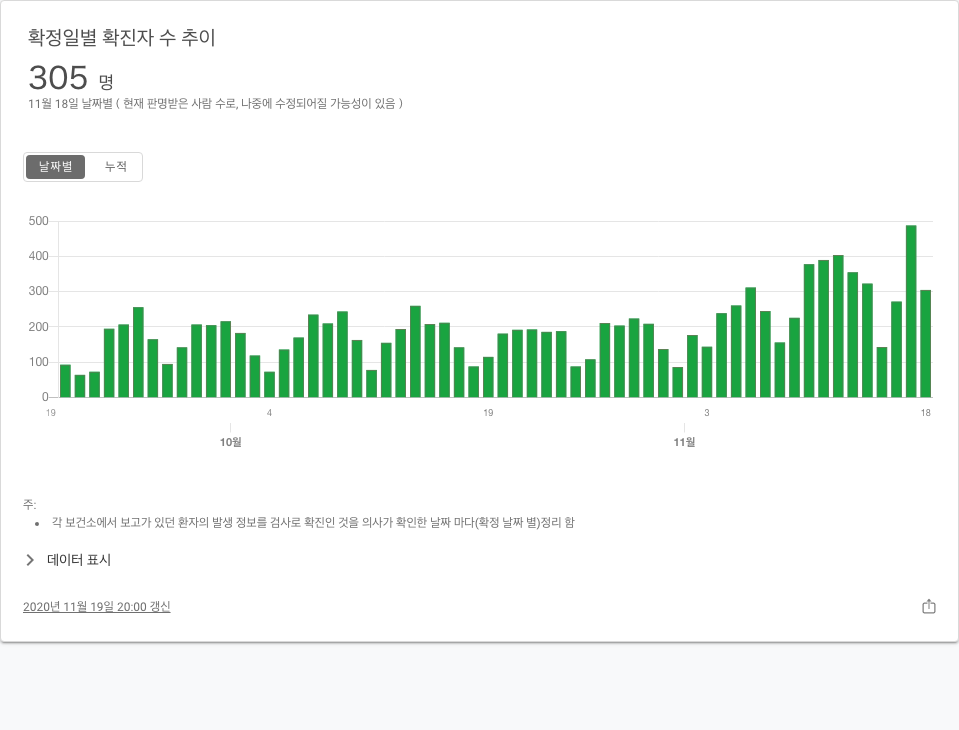 확정일별 확진자 수 추이
305 명
11월 18일 날짜별 ( 현재 판명받은 사람 수로, 나중에 수정되어질 가능성이 있음 )
날짜별 누적
500
400
300
200
100
0
19 4 19 3 18
10월 11월
주:
• 각 보건소에서 보고가 있던 환자의 발생 정보를 검사로 확진인 것을 의사가 확인한 날짜 마다(확정 날짜 별)정리 함
데이터 표시
2020년 11월 19일 20:00 갱신